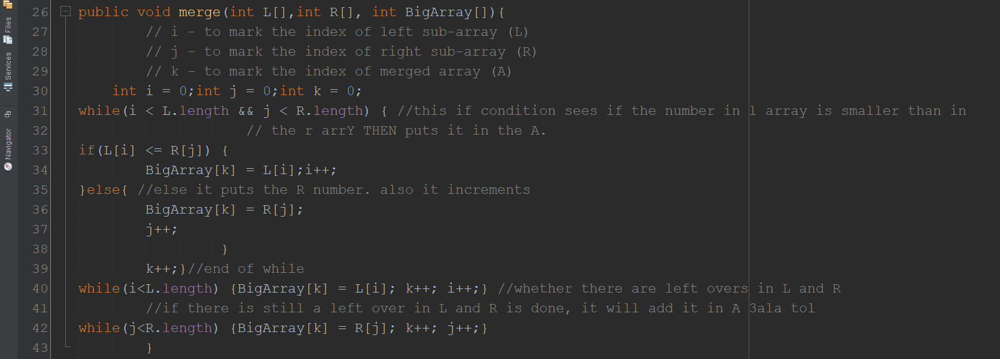 Files
Services
Navigator
26 public void merge(int L[],int R[], int BigArray[]){
27 // i - to mark the index of left sub-array (L)
28 // j - to mark the index of right sub-array (R)
29 // k - to mark the index of merged array (A)
30 int i = 0;int j = 0;int k = 0;
31 while(i < L.length && j < R.length) { //this if condition sees if the number in l array is smaller than in
32 // the r arrY THEN puts it in the A.
33 if(L[i] <= R[j]) {
34 BigArray[k] = L[i];i++;
35 }else{ //else it puts the R number. also it increments
36 BigArray[k] = R[j];
37 j++;
38 }
39 k++;}//end of while
40 while(i<L.length) {BigArray[k] = L[i]; k++; i++;} //whether there are left overs in L and R
41 //if there is still a left over in L and R is done, it will add it in A 3ala tol
42 while(j<R.length) {BigArray[k] = R[j]; k++; j++;}
43 }